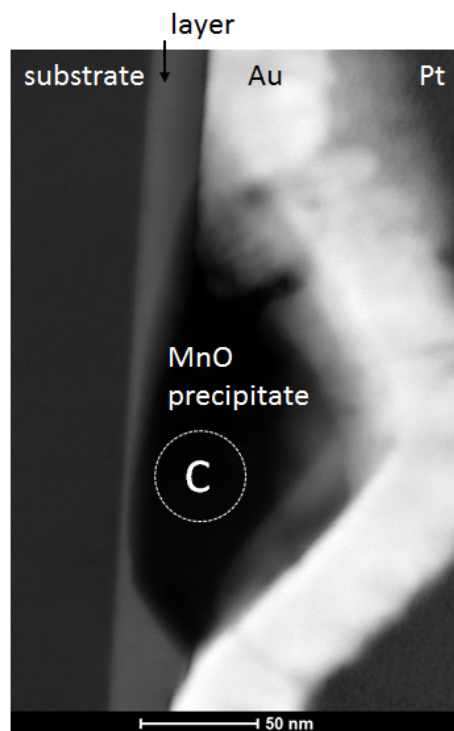 layer
substrate
Au
Pt
MnO
precipitate
C
50 nm